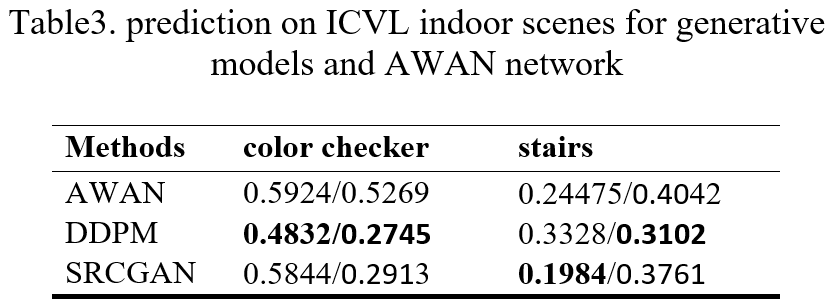 Table3. prediction on ICVL indoor scenes for generative
models and AWAN network
Methods color checker stairs
AWAN 0.5924/0.5269 0.24475/0.4042
DDPM 0.4832/0.2745 0.3328/0.3102
SRCGAN 0.5844/0.2913 0.1984/0.3761